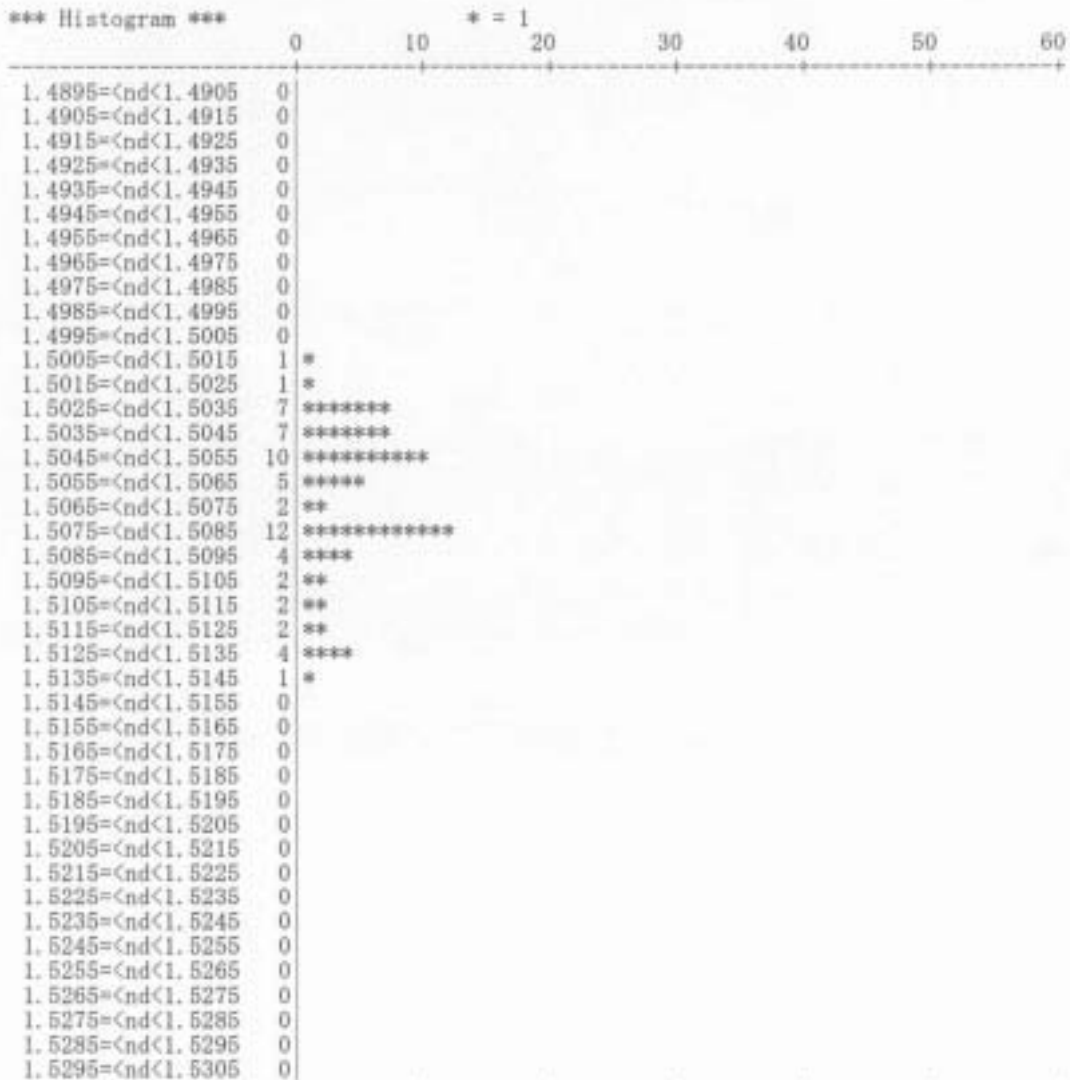 *** Histogram *** * = 1
0 10 20 30 40 50 60
1.4895=<nd<1.4905 0
1.4905=<nd<1.4915 0
1.4915=<nd<1.4925 0
1.4925=<nd<1.4935 0
1.4935=<nd<1.4945 0
1.4945=<nd<1.4955 0
1.4955=<nd<1.4965 0
1.4965=<nd<1.4975 0
1.4975=<nd<1.4985 0
1.4985=<nd<1.4995 0
1.4995=<nd<1.5005 0
1.5005=<nd<1.5015 1 *
1.5015=<nd<1.5025 1 *
1.5025=<nd<1.5035 7 *******
1.5035=<nd<1.5045 7 *******
1.5045=<nd<1.5055 10 **********
1.5055=<nd<1.5065 5 *****
1.5065=<nd<1.5075 2 **
1.5075=<nd<1.5085 12 ************
1.5085=<nd<1.5095 4 ****
1.5095=<nd<1.5105 2 **
1.5105=<nd<1.5115 2 **
1.5115=<nd<1.5125 2 **
1.5125=<nd<1.5135 4 ****
1.5135=<nd<1.5145 1 *
1.5145=<nd<1.5155 0
1.5155=<nd<1.5165 0
1.5165=<nd<1.5175 0
1.5175=<nd<1.5185 0
1.5185=<nd<1.5195 0
1.5195=<nd<1.5205 0
1.5205=<nd<1.5215 0
1.5215=<nd<1.5225 0
1.5225=<nd<1.5235 0
1.5235=<nd<1.5245 0
1.5245=<nd<1.5255 0
1.5255=<nd<1.5265 0
1.5265=<nd<1.5275 0
1.5275=<nd<1.5285 0
1.5285=<nd<1.5295 0
1.5295=<nd<1.5305 0